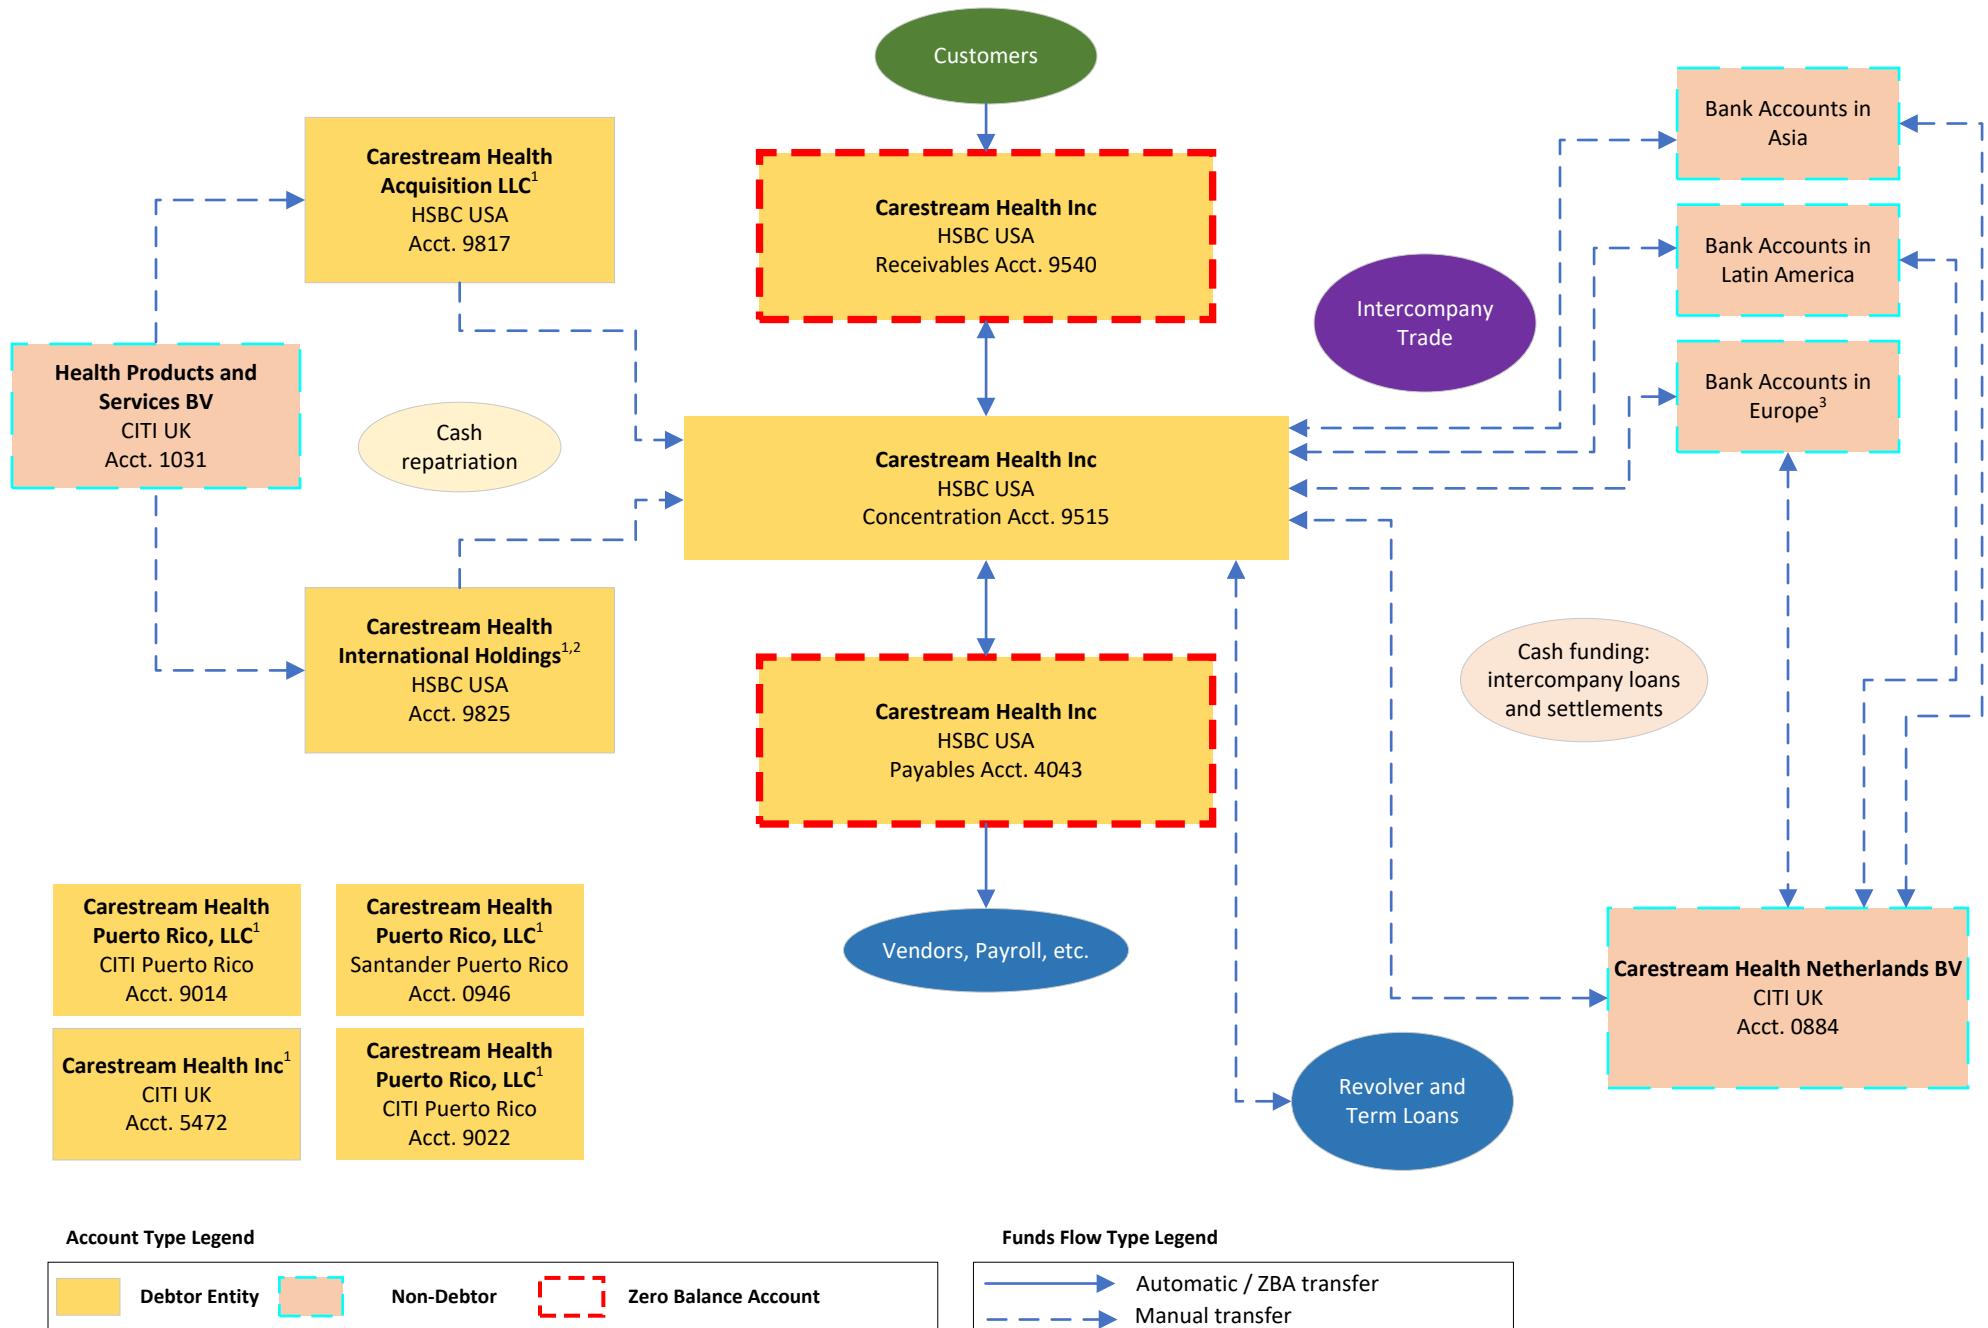 Customers
Carestream Health
Acquisition LLC1
HSBC USA
Acct. 9817
Carestream Health Inc
HSBC USA
Receivables Acct. 9540
Bank Accounts in
Asia
Bank Accounts in
Latin America
Intercompany
Trade
Bank Accounts in
Europe3
Health Products and
Services BV
CITI UK
Acct. 1031
Cash
repatriation
Carestream Health Inc
HSBC USA
Concentration Acct. 9515
Carestream Health
International Holdings1,2
HSBC USA
Acct. 9825
Carestream Health Inc
HSBC USA
Payables Acct. 4043
Cash funding:
intercompany loans
and settlements
Carestream Health
Puerto Rico, LLC1
CITI Puerto Rico
Acct. 9014
Carestream Health
Puerto Rico, LLC1
Santander Puerto Rico
Acct. 0946
Vendors, Payroll, etc.
Carestream Health Netherlands BV
CITI UK
Acct. 0884
Carestream Health Inc1
CITI UK
Acct. 5472
Carestream Health
Puerto Rico, LLC1
CITI Puerto Rico
Acct. 9022
Revolver and
Term Loans
Account Type Legend
Debtor Entity
Non-Debtor
Zero Balance Account
Funds Flow Type Legend
Automatic / ZBA transfer
Manual transfer